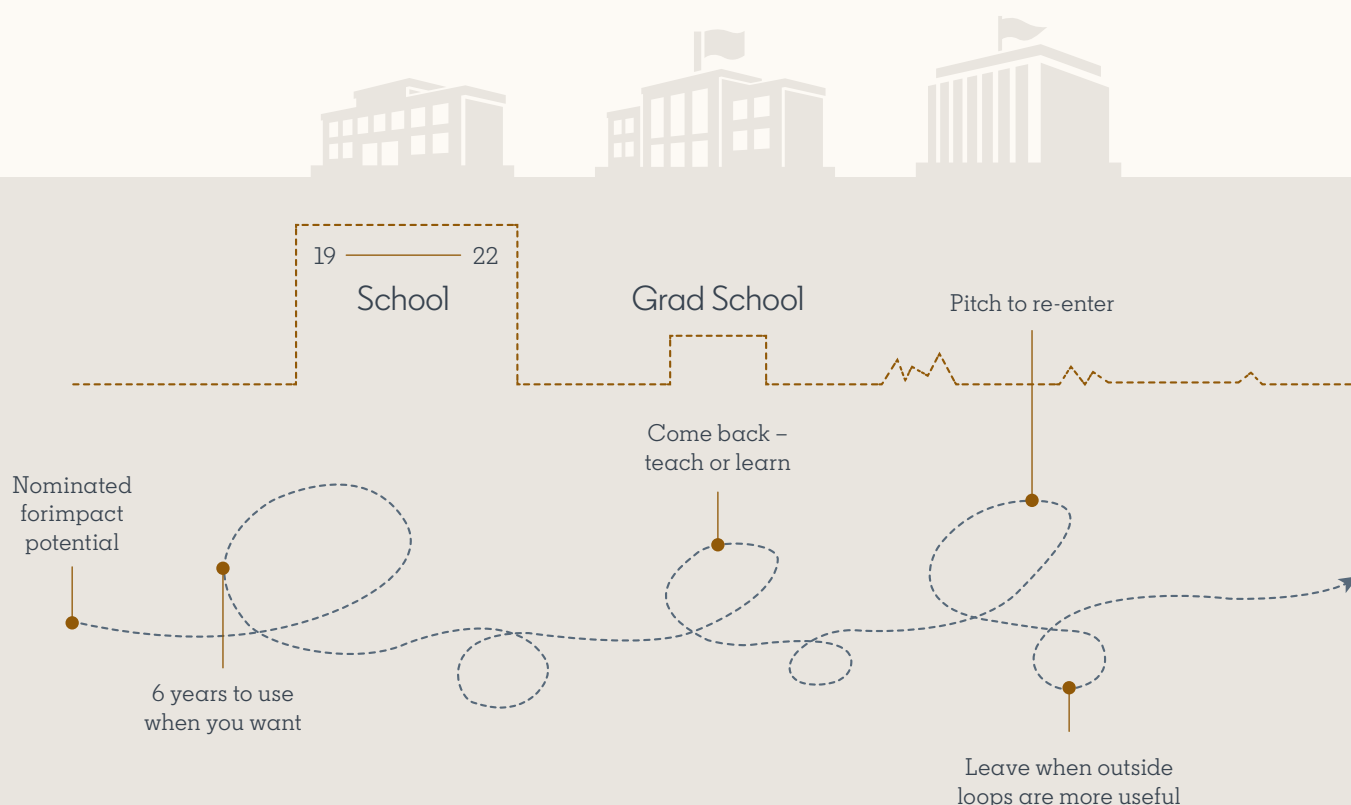 19 22
School
Grad School
Pitch to re-enter
Come back –
teach or learn
Nominated
forimpact
potential
6 years to use
when you want
Leave when outside
loops are more useful